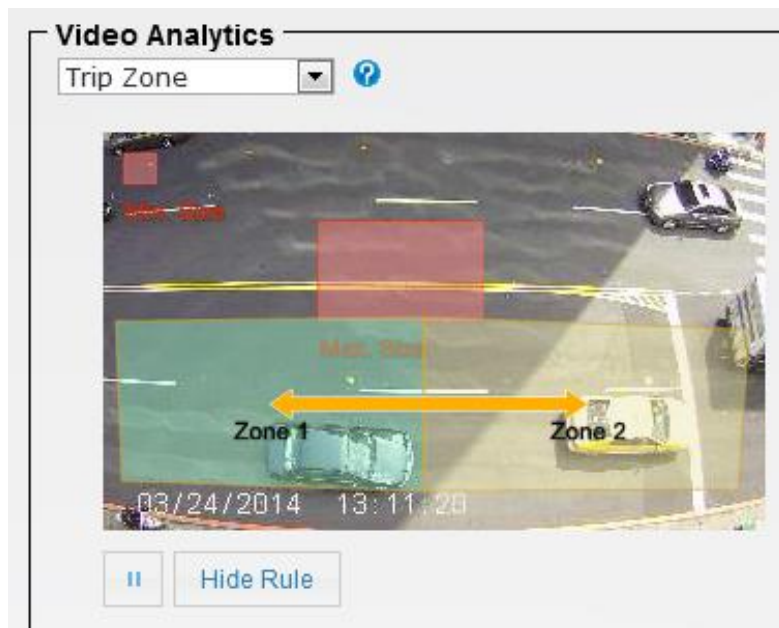 Video Analytics
Trip Zone
?
Min. Size
Max. Size
Zone 1
Zone 2
03/24/2014 13:11:20
Hide Rule